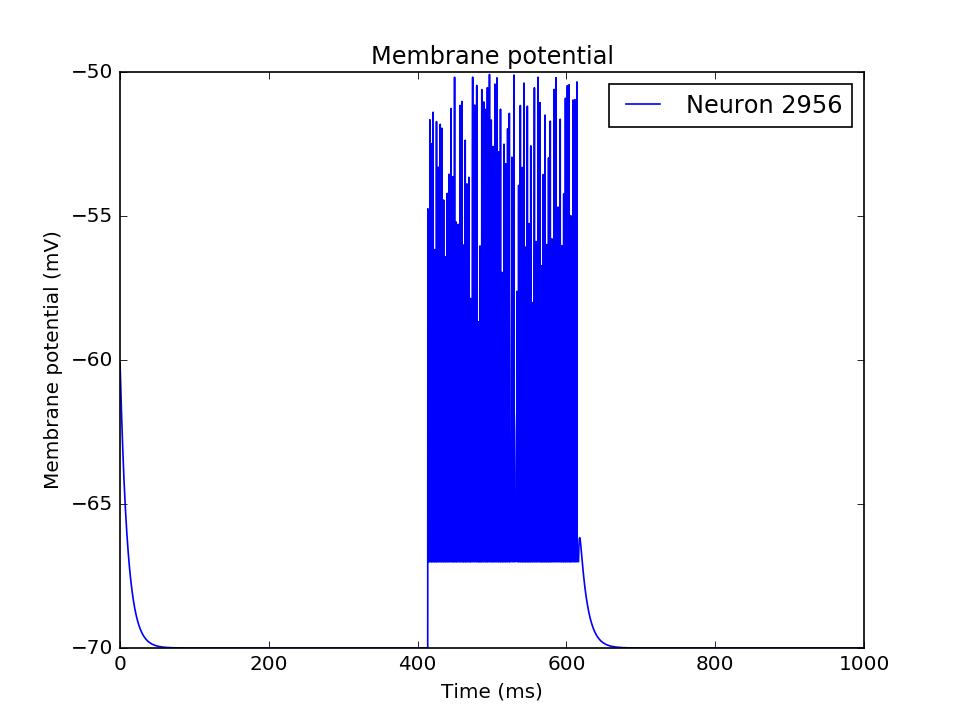 Membrane potential
Neuron 2956
Membrane potential (mV)
−50
−55
−60
−65
−70
0 200 400 600 800 1000
Time (ms)